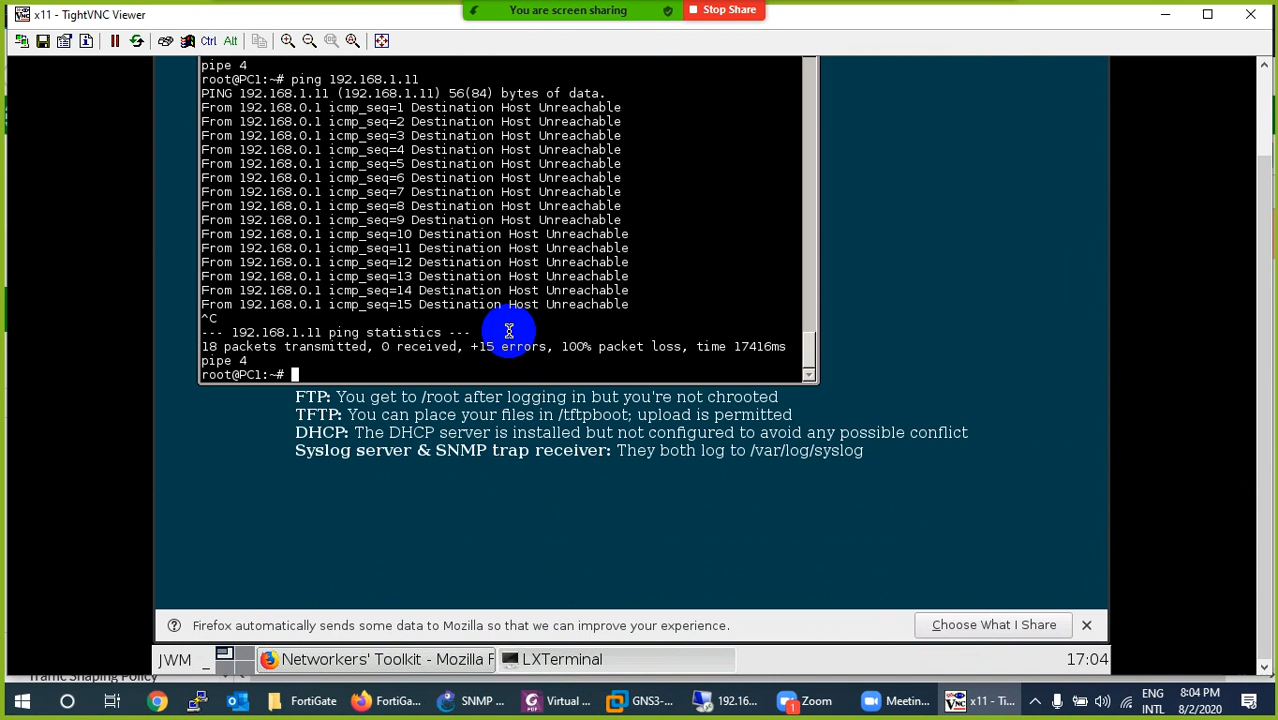 x11 - TightVNC Viewer
You are screen sharing
Stop Share
Ctrl Alt
pipe 4
root@PC1:~# ping 192.168.1.11
PING 192.168.1.11 (192.168.1.11) 56(84) bytes of data.
From 192.168.0.1 icmp_seq=1 Destination Host Unreachable
From 192.168.0.1 icmp_seq=2 Destination Host Unreachable
From 192.168.0.1 icmp_seq=3 Destination Host Unreachable
From 192.168.0.1 icmp_seq=4 Destination Host Unreachable
From 192.168.0.1 icmp_seq=5 Destination Host Unreachable
From 192.168.0.1 icmp_seq=6 Destination Host Unreachable
From 192.168.0.1 icmp_seq=7 Destination Host Unreachable
From 192.168.0.1 icmp_seq=8 Destination Host Unreachable
From 192.168.0.1 icmp_seq=9 Destination Host Unreachable
From 192.168.0.1 icmp_seq=10 Destination Host Unreachable
From 192.168.0.1 icmp_seq=11 Destination Host Unreachable
From 192.168.0.1 icmp_seq=12 Destination Host Unreachable
From 192.168.0.1 icmp_seq=13 Destination Host Unreachable
From 192.168.0.1 icmp_seq=14 Destination Host Unreachable
From 192.168.0.1 icmp_seq=15 Destination Host Unreachable
^C
--- 192.168.1.11 ping statistics ---
18 packets transmitted, 0 received, +15 errors, 100% packet loss, time 17416ms
pipe 4
root@PC1:~#
FTP: You get to /root after logging in but you're not chrooted
TFTP: You can place your files in /tftpboot; upload is permitted
DHCP: The DHCP server is installed but not configured to avoid any possible conflict
Syslog server & SNMP trap receiver: They both log to /var/log/syslog
Firefox automatically sends some data to Mozilla so that we can improve your experience.
Choose What I Share
JWM
Networkers' Toolkit - Mozilla F
LXTerminal
17:04
Traffic Shaping Policy
FortiGate
FortiGa...
SNMP ...
Virtual ...
GNS3-...
192.16...
Zoom
1
Meetin...
x11 - Ti...
ENG
INTL
8:04 PM
8/2/2020